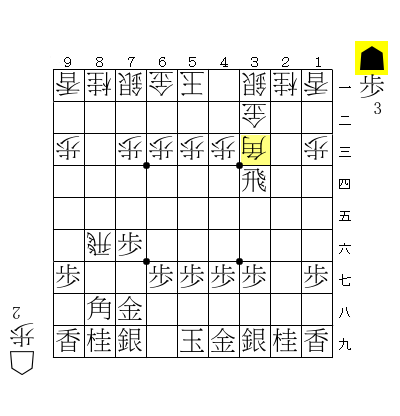 9 8 7 6 5 4 3 2 1
香 桂 銀 金 玉 銀 桂 香 一
金 二
歩 歩 歩 歩 歩 角 歩 三
飛 四
五
飛 歩 六
歩 歩 歩 歩 歩 歩 七
角 金 八
香 桂 銀 玉 金 銀 桂 香 九
歩
3
歩
2